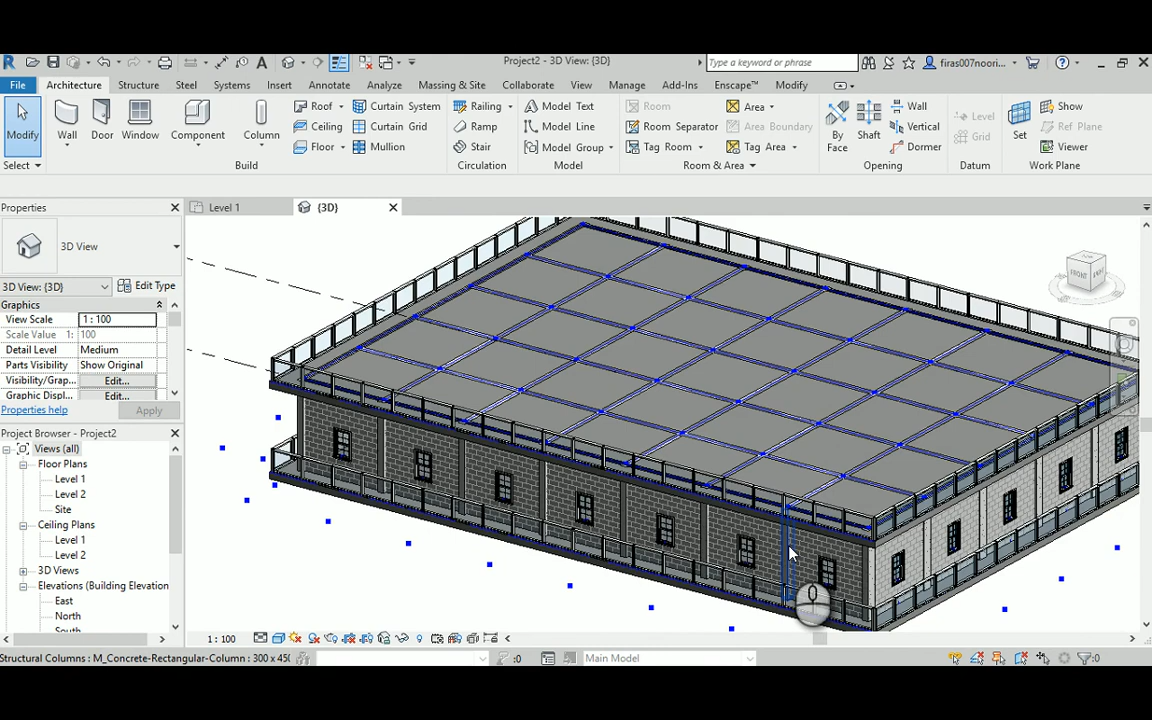 Project2 - 3D View: {3D}
Type a keyword or phrase
firas007noori...
File Architecture Structure Steel Systems Insert Annotate Analyze Massing & Site Collaborate View Manage Add-Ins Enscape™ Modify
Modify Wall Door Window Component Column
Roof Curtain System Railing Model Text Room Area Wall Show
Ceiling Curtain Grid Ramp Model Line Room Separator Area Boundary By Face Shaft Vertical Level Set Ref Plane
Floor Mullion Stair Model Group Tag Room Tag Area Dormer Grid Viewer
Select Build Circulation Model Room & Area Opening Datum Work Plane
Properties
Level 1
{3D}
3D View
3D View: {3D}
Edit Type
Graphics
View Scale 1 : 100
Scale Value 1: 100
Detail Level Medium
Parts Visibility Show Original
Visibility/Grap... Edit...
Graphic Displ... Edit...
Properties help
Apply
Project Browser - Project2
Views (all)
Floor Plans
Level 1
Level 2
Site
Ceiling Plans
Level 1
Level 2
3D Views
Elevations (Building Elevation
East
North
South
FRONT
1 : 100
Structural Columns : M_Concrete-Rectangular-Column : 300 x 450
:0
Main Model
:0